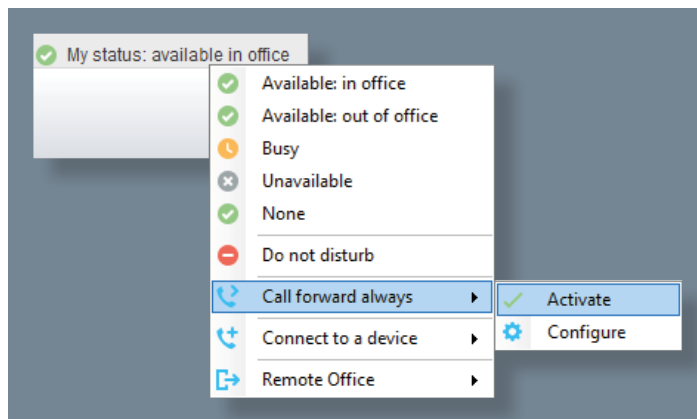 My status: available in office
Available: in office
Available: out of office
Busy
Unavailable
None
Do not disturb
Call forward always
Activate
Connect to a device
Configure
Remote Office